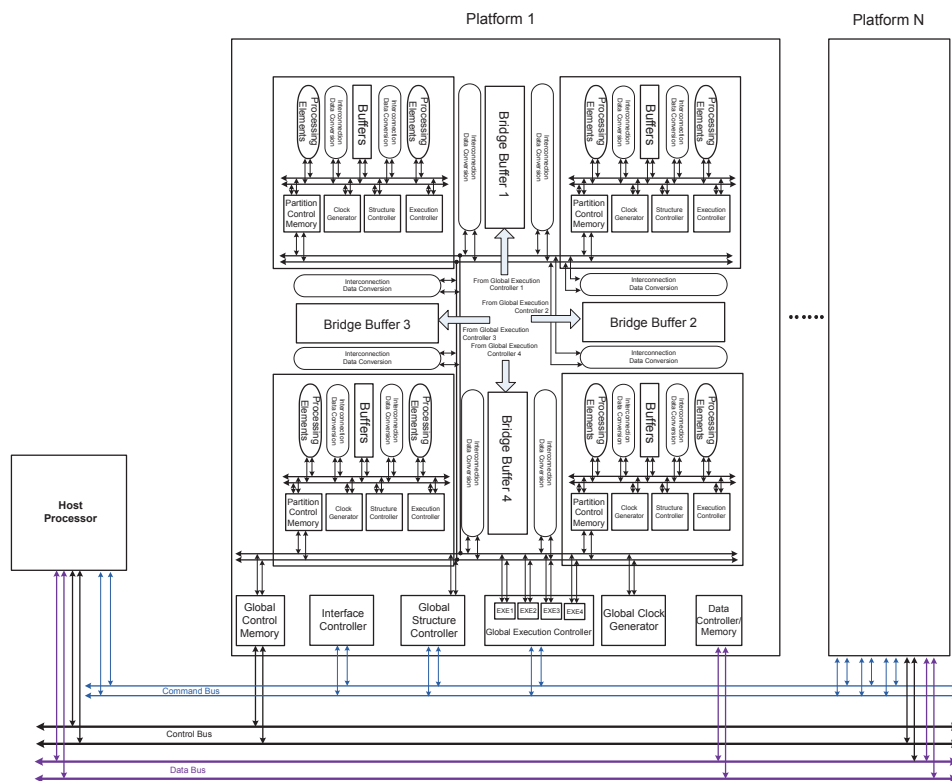 Platform 1
Platform N
Processing
Elements
Interconnection
Data Conversion
Buffers
Interconnection
Data Conversion
Processing
Elements
Partition
Control
Memory
Clock
Generator
Structure
Controller
Execution
Controller
Interconnection
Data Conversion
Bridge Buffer 1
Interconnection
Data Conversion
Processing
Elements
Interconnection
Data Conversion
Buffers
Interconnection
Data Conversion
Processing
Elements
Partition
Control
Memory
Clock
Generator
Structure
Controller
Execution
Controller
From Global Execution
Controller 1
Interconnection
Data Conversion
Interconnection
Data Conversion
From Global Execution
Controller 2
Bridge Buffer 3
Bridge Buffer 2
From Global Execution
Controller 3
From Global Execution
Controller 4
Interconnection
Data Conversion
Interconnection
Data Conversion
Processing
Elements
Interconnection
Data Conversion
Buffers
Interconnection
Data Conversion
Processing
Elements
Partition
Control
Memory
Clock
Generator
Structure
Controller
Execution
Controller
Interconnection
Data Conversion
Bridge Buffer 4
Interconnection
Data Conversion
Processing
Elements
Interconnection
Data Conversion
Buffers
Interconnection
Data Conversion
Processing
Elements
Partition
Control
Memory
Clock
Generator
Structure
Controller
Execution
Controller
Host
Processor
Global
Control
Memory
Interface
Controller
Global
Structure
Controller
EXE1
EXE2
EXE3
EXE4
Global Execution Controller
Global Clock
Generator
Data
Controller/
Memory
Command Bus
Control Bus
Data Bus